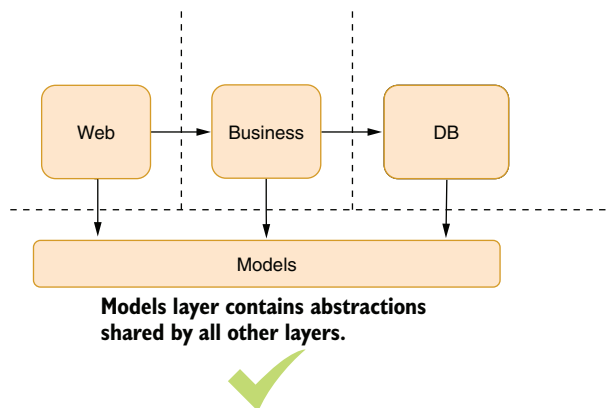 Web
Business
DB
Models
Models layer contains abstractions
shared by all other layers.